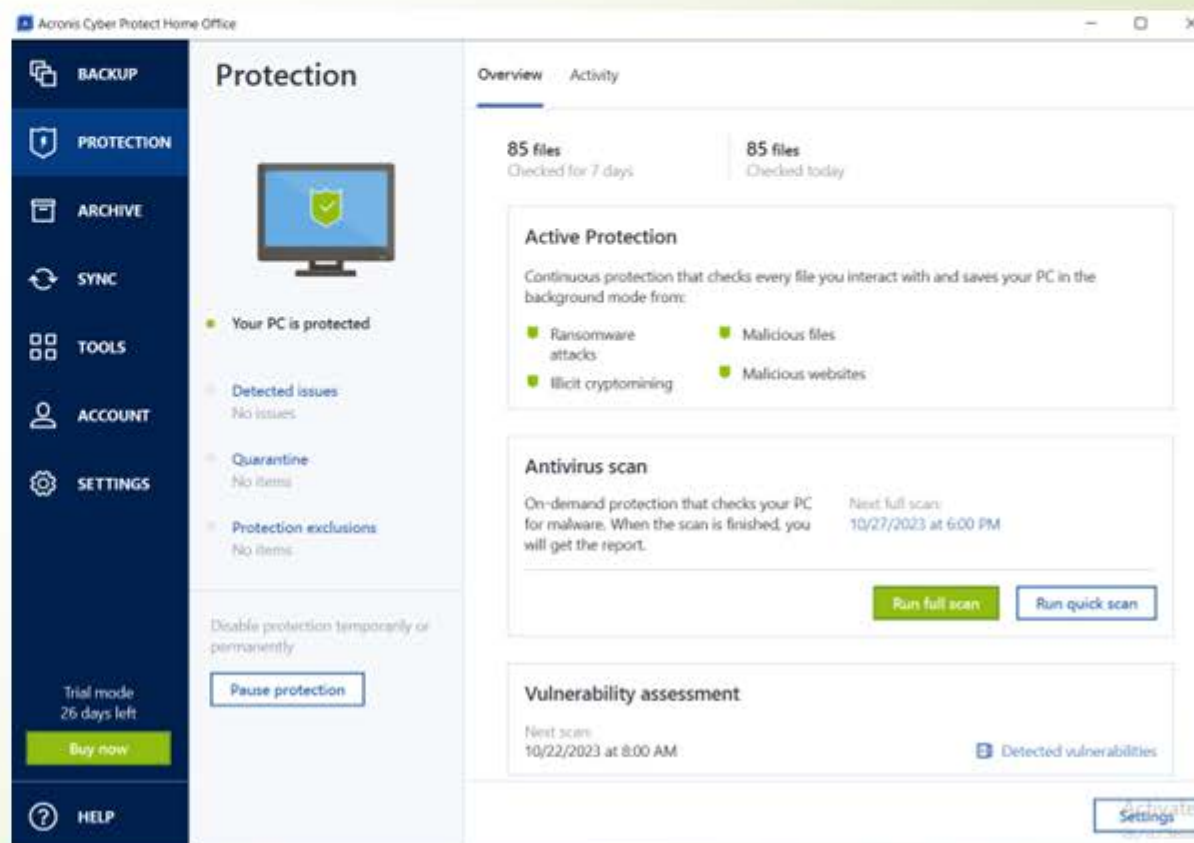 Acronis Cyber Protect Home Office
BACKUP
PROTECTION
ARCHIVE
SYNC
TOOLS
ACCOUNT
SETTINGS
Trial mode
26 days left
Buy now
HELP
Protection
Your PC is protected
Detected issues
No issues
Quarantine
No items
Protection exclusions
No items
Disable protection temporarily or
permanently
Pause protection
Overview Activity
85 files
Checked for 7 days
85 files
Checked today
Active Protection
Continuous protection that checks every file you interact with and saves your PC in the
background mode from:
Ransomware
attacks
Illicit cryptomining
Malicious files
Malicious websites
Antivirus scan
On-demand protection that checks your PC
for malware. When the scan is finished, you
will get the report.
Next full scan:
10/27/2023 at 6:00 PM
Run full scan Run quick scan
Vulnerability assessment
Next scan:
10/22/2023 at 8:00 AM
Detected vulnerabilities
Settings
Activate